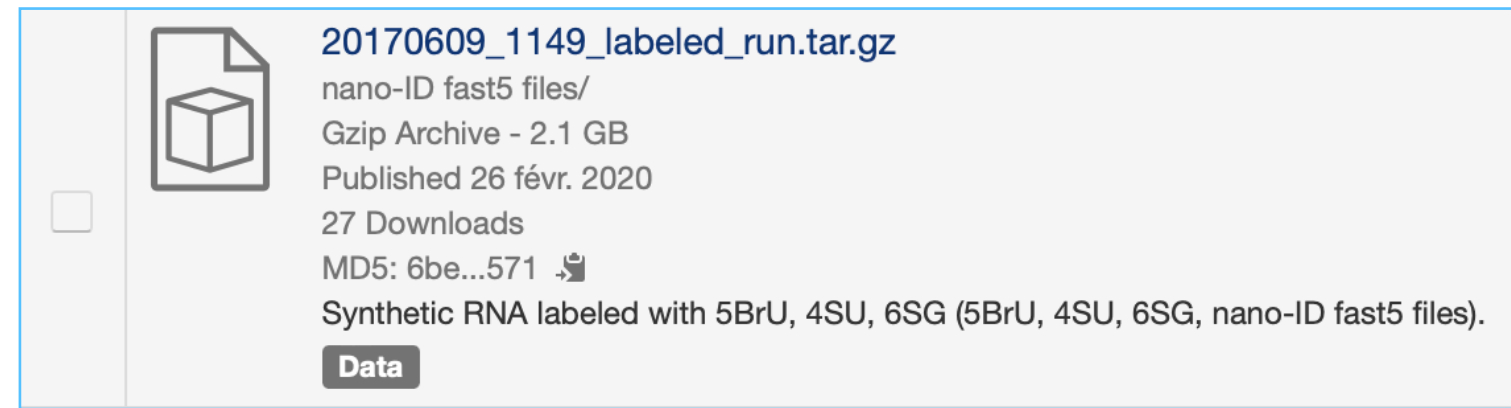 20170609_1149_labeled_run.tar.gz
nano-ID fast5 files/
Gzip Archive - 2.1 GB
Published 26 févr. 2020
27 Downloads
MD5: 6be...571
Synthetic RNA labeled with 5BrU, 4SU, 6SG (5BrU, 4SU, 6SG, nano-ID fast5 files).
Data